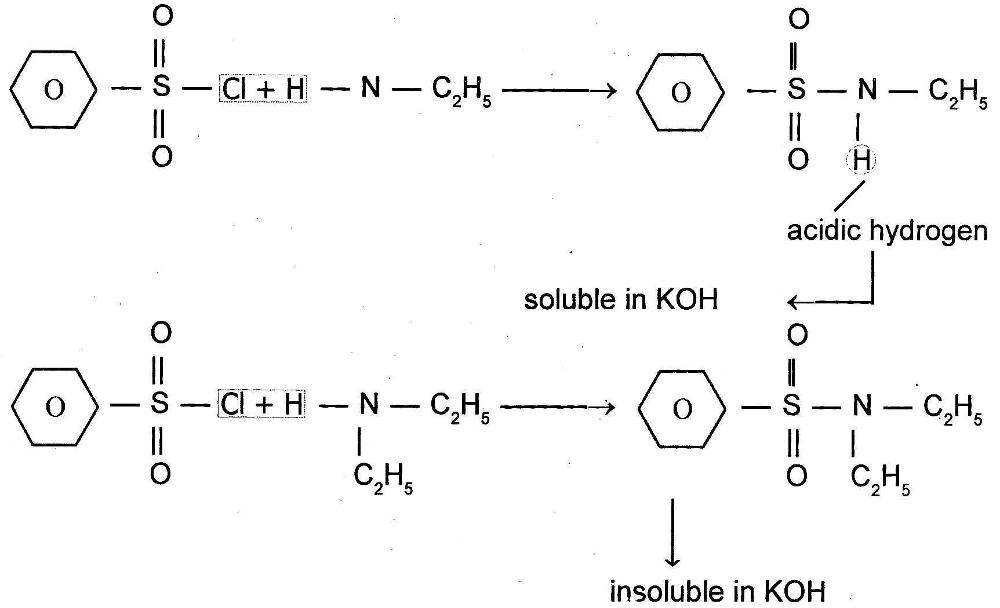 O O
O – S – Cl + H – N – C₂H₅ → O – S – N – C₂H₅
O O H
acidic hydrogen
soluble in KOH
O O
O – S – Cl + H – N – C₂H₅ → O – S – N – C₂H₅
O C₂H₅ O C₂H₅
insoluble in KOH